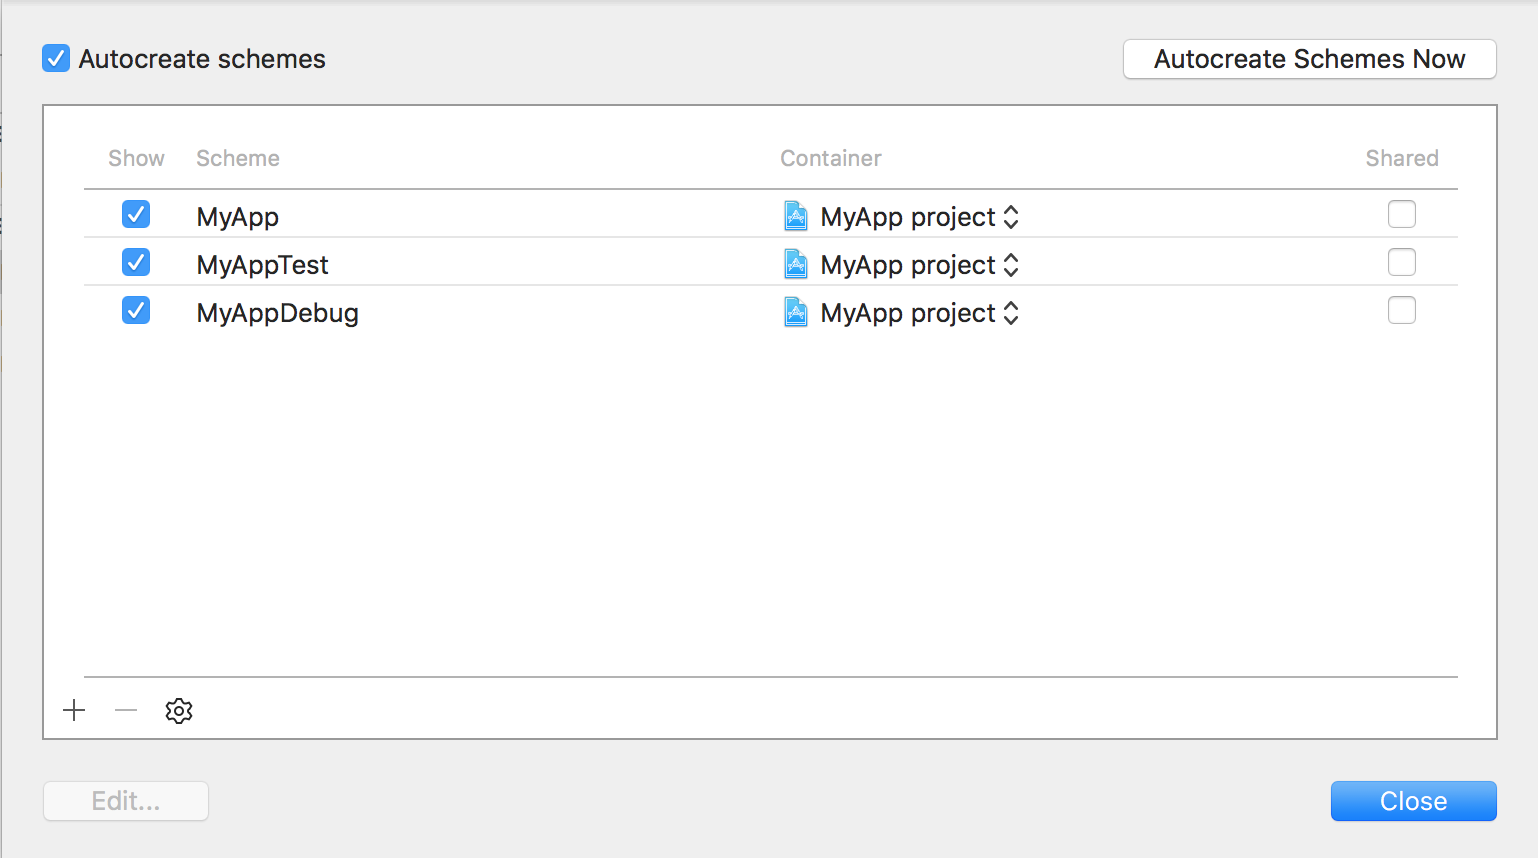 Autocreate schemes
Autocreate Schemes Now
Show Scheme Container Shared
MyApp MyApp project
MyAppTest MyApp project
MyAppDebug MyApp project
Edit...
Close